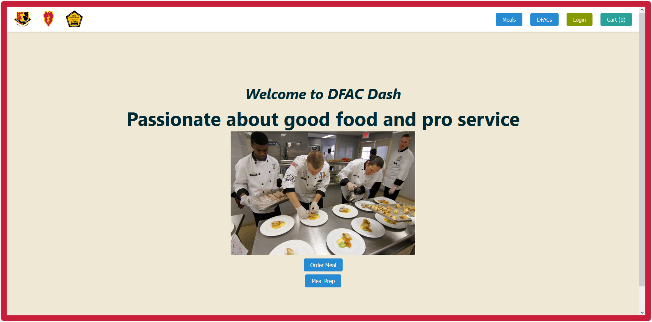 Meals
DFACs
Login
Cart (0)
Welcome to DFAC Dash
Passionate about good food and pro service
Order Meal
Meal Prep